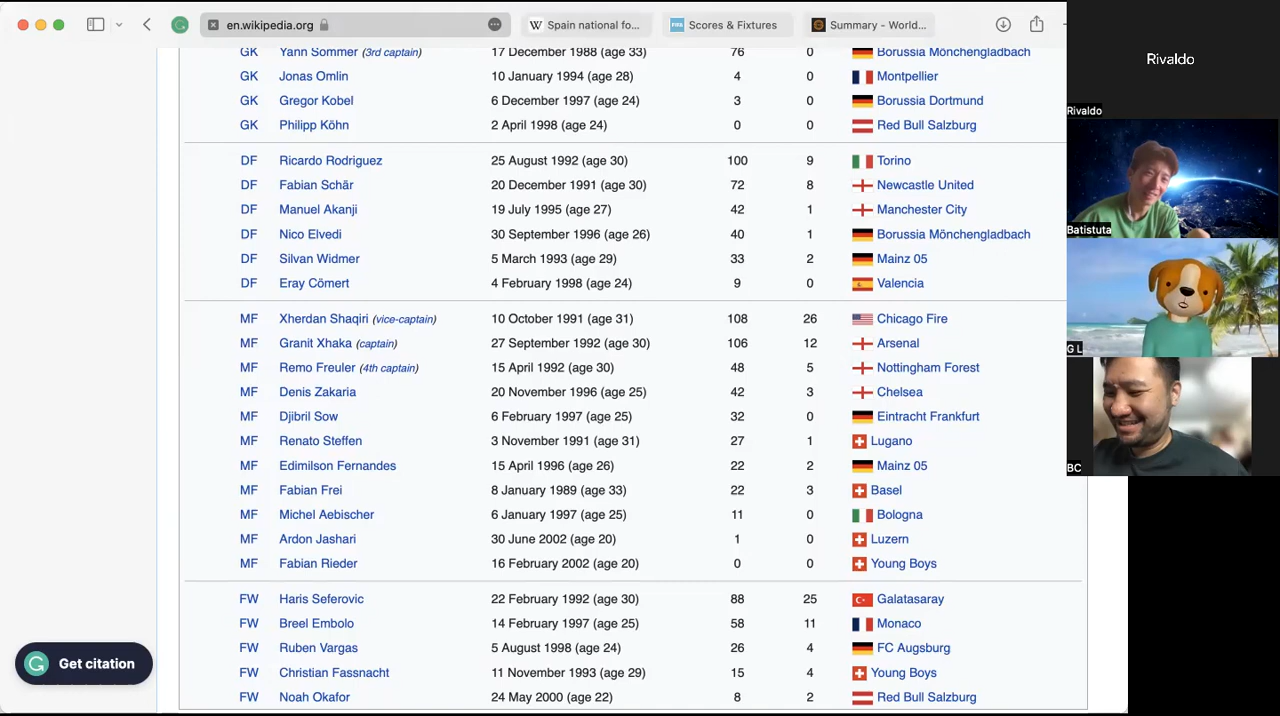 en.wikipedia.org
Spain national fo...
Scores & Fixtures
Summary - World...
GK Yann Sommer (3rd captain) 17 December 1988 (age 33) 76 0 Borussia Mönchengladbach
GK Jonas Omlin 10 January 1994 (age 28) 4 0 Montpellier
GK Gregor Kobel 6 December 1997 (age 24) 3 0 Borussia Dortmund
GK Philipp Köhn 2 April 1998 (age 24) 0 0 Red Bull Salzburg
DF Ricardo Rodriguez 25 August 1992 (age 30) 100 9 Torino
DF Fabian Schär 20 December 1991 (age 30) 72 8 Newcastle United
DF Manuel Akanji 19 July 1995 (age 27) 42 1 Manchester City
DF Nico Elvedi 30 September 1996 (age 26) 40 1 Borussia Mönchengladbach
DF Silvan Widmer 5 March 1993 (age 29) 33 2 Mainz 05
DF Eray Cömert 4 February 1998 (age 24) 9 0 Valencia
MF Xherdan Shaqiri (vice-captain) 10 October 1991 (age 31) 108 26 Chicago Fire
MF Granit Xhaka (captain) 27 September 1992 (age 30) 106 12 Arsenal
MF Remo Freuler (4th captain) 15 April 1992 (age 30) 48 5 Nottingham Forest
MF Denis Zakaria 20 November 1996 (age 25) 42 3 Chelsea
MF Djibril Sow 6 February 1997 (age 25) 32 0 Eintracht Frankfurt
MF Renato Steffen 3 November 1991 (age 31) 27 1 Lugano
MF Edimilson Fernandes 15 April 1996 (age 26) 22 2 Mainz 05
MF Fabian Frei 8 January 1989 (age 33) 22 3 Basel
MF Michel Aebischer 6 January 1997 (age 25) 11 0 Bologna
MF Ardon Jashari 30 June 2002 (age 20) 1 0 Luzern
MF Fabian Rieder 16 February 2002 (age 20) 0 0 Young Boys
FW Haris Seferovic 22 February 1992 (age 30) 88 25 Galatasaray
FW Breel Embolo 14 February 1997 (age 25) 58 11 Monaco
FW Ruben Vargas 5 August 1998 (age 24) 26 4 FC Augsburg
FW Christian Fassnacht 11 November 1993 (age 29) 15 4 Young Boys
FW Noah Okafor 24 May 2000 (age 22) 8 2 Red Bull Salzburg
Get citation
Rivaldo
Rivaldo
Batistuta
G L
BC